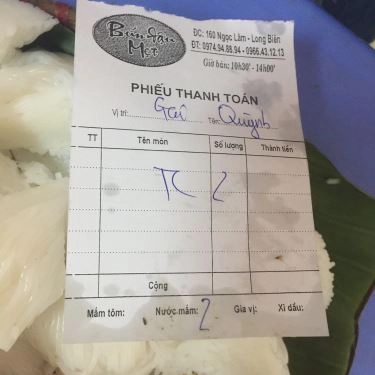 Bún Đậu
Mẹt
ĐC: 160 Ngọc Lâm - Long Biên
ĐT: 0974.94.88.94 - 0966.43.12.13
Giờ bán: 10h30' - 14h00'
PHIẾU THANH TOÁN
Vị trí: Tên: Quỳnh
TT Tên món Số lượng Thành tiền
TC 2
Cộng
Mắm tôm: Nước mắm: 2 Gia vị: Xì dầu: